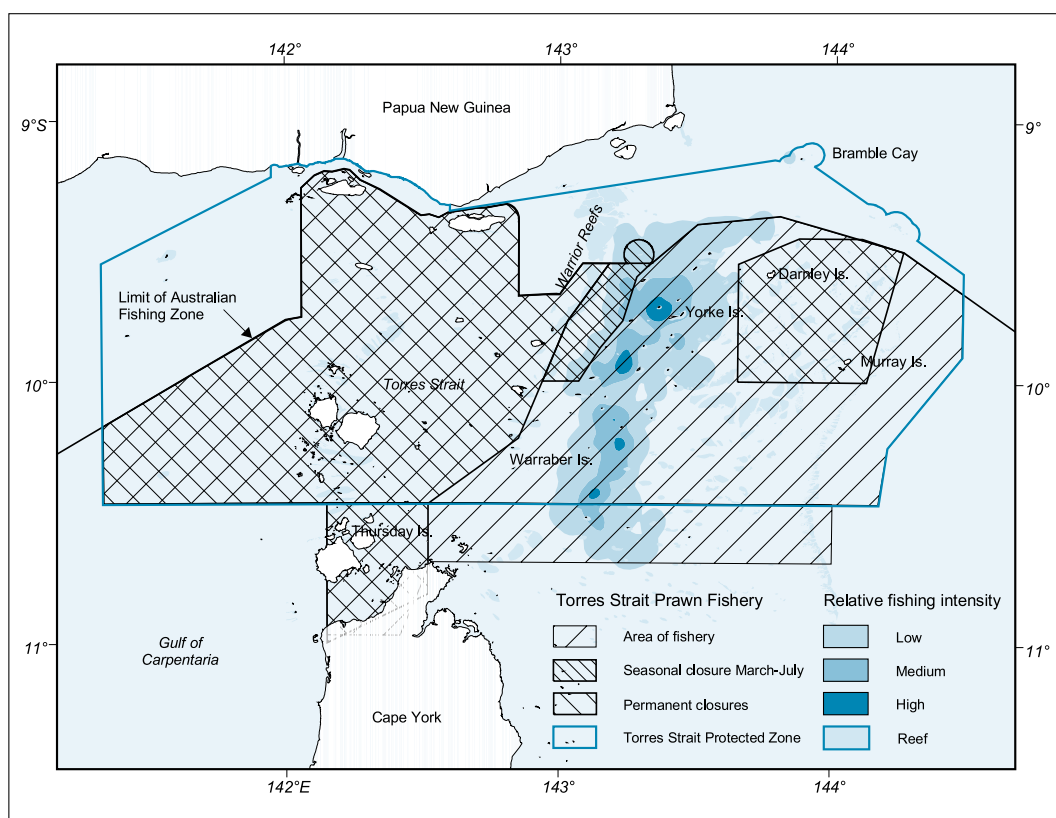 142°
143°
144°
Papua New Guinea
9°S
9°
Bramble Cay
Warrior Reefs
Darnley Is.
Limit of Australian
Fishing Zone
Yorke Is.
Murray Is.
10°
Torres Strait
10°
Warraber Is.
Thursday Is.
Torres Strait Prawn Fishery
Relative fishing intensity
Area of fishery
Low
Gulf of
Carpentaria
11°
11°
Seasonal closure March-July
Medium
Permanent closures
High
Cape York
Torres Strait Protected Zone
Reef
142°E
143°
144°